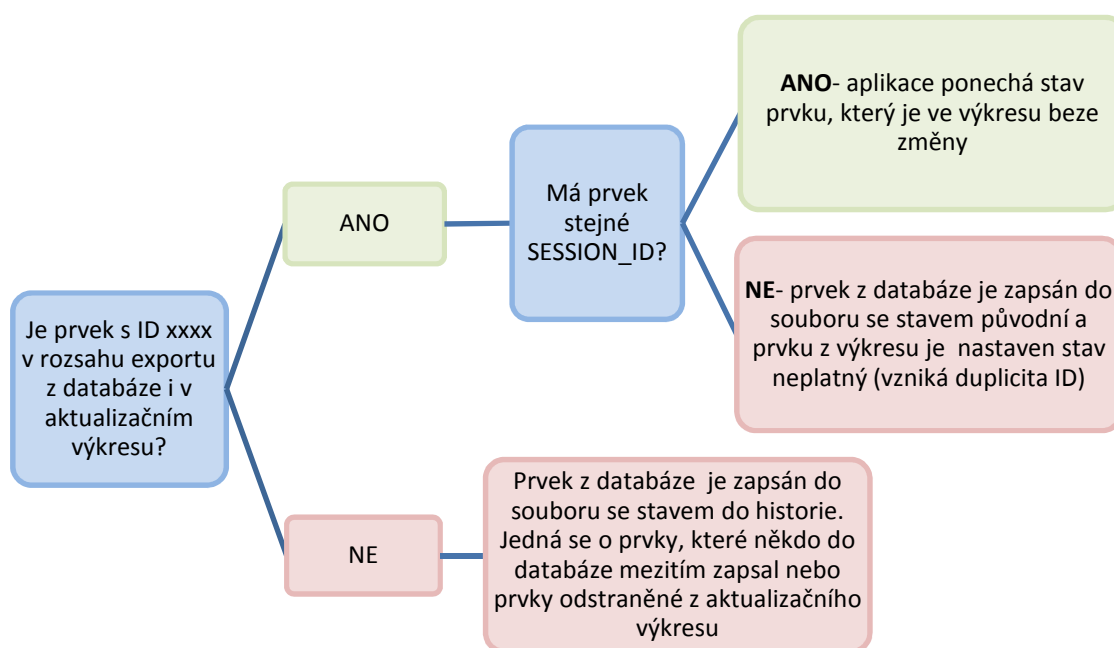 Je prvek s ID xxxx
v rozsahu exportu
z databáze i v
aktualizačním
výkresu?
ANO
Má prvek
stejné
SESSION_ID?
ANO- aplikace ponechá stav
prvku, který je ve výkresu beze
změny
NE- prvek z databáze je zapsán do
souboru se stavem původní a
prvku z výkresu je nastaven stav
neplatný (vzniká duplicita ID)
NE
Prvek z databáze je zapsán do
souboru se stavem do historie.
Jedná se o prvky, které někdo do
databáze mezitím zapsal nebo
prvky odstraněné z aktualizačního
výkresu